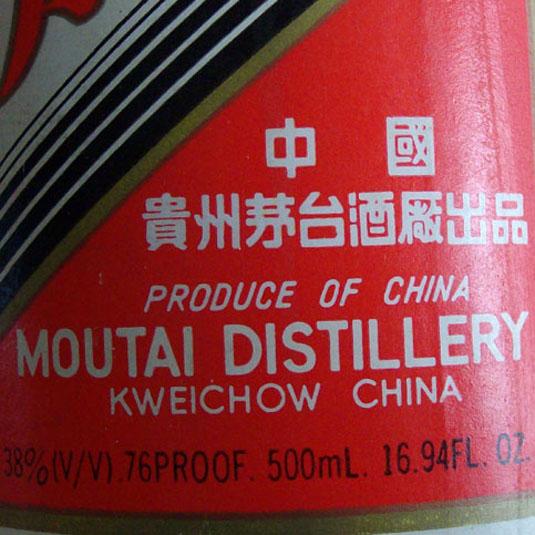 中國
貴州茅台酒廠出品
PRODUCE OF CHINA
MOUTAI DISTILLERY
KWEICHOW CHINA
38%(V/V).76PROOF. 500mL. 16.94FL. OZ.